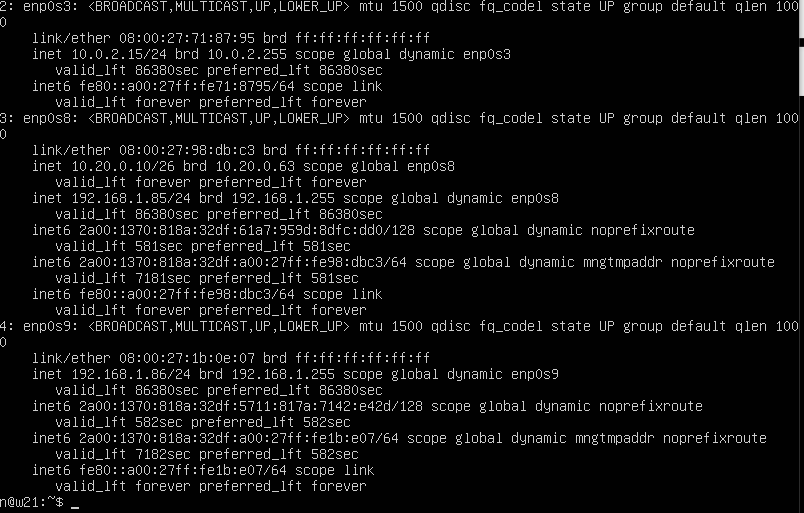 2: enp0s3: <BROADCAST,MULTICAST,UP,LOWER_UP> mtu 1500 qdisc fq_codel state UP group default qlen 100
0
link/ether 08:00:27:71:87:95 brd ff:ff:ff:ff:ff:ff
inet 10.0.2.15/24 brd 10.0.2.255 scope global dynamic enp0s3
valid_lft 86380sec preferred_lft 86380sec
inet6 fe80::a00:27ff:fe71:8795/64 scope link
valid_lft forever preferred_lft forever
3: enp0s8: <BROADCAST,MULTICAST,UP,LOWER_UP> mtu 1500 qdisc fq_codel state UP group default qlen 100
0
link/ether 08:00:27:98:db:c3 brd ff:ff:ff:ff:ff:ff
inet 10.20.0.10/26 brd 10.20.0.63 scope global enp0s8
valid_lft forever preferred_lft forever
inet 192.168.1.85/24 brd 192.168.1.255 scope global dynamic enp0s8
valid_lft 86380sec preferred_lft 86380sec
inet6 2a00:1370:818a:32df:61a7:959d:8dfc:dd0/128 scope global dynamic noprefixroute
valid_lft 581sec preferred_lft 581sec
inet6 2a00:1370:818a:32df:a00:27ff:fe98:dbc3/64 scope global dynamic mngtmpaddr noprefixroute
valid_lft 7181sec preferred_lft 581sec
inet6 fe80::a00:27ff:fe98:dbc3/64 scope link
valid_lft forever preferred_lft forever
4: enp0s9: <BROADCAST,MULTICAST,UP,LOWER_UP> mtu 1500 qdisc fq_codel state UP group default qlen 100
0
link/ether 08:00:27:1b:0e:07 brd ff:ff:ff:ff:ff:ff
inet 192.168.1.86/24 brd 192.168.1.255 scope global dynamic enp0s9
valid_lft 86380sec preferred_lft 86380sec
inet6 2a00:1370:818a:32df:5711:817a:7142:e42d/128 scope global dynamic noprefixroute
valid_lft 582sec preferred_lft 582sec
inet6 2a00:1370:818a:32df:a00:27ff:fe1b:e07/64 scope global dynamic mngtmpaddr noprefixroute
valid_lft 7182sec preferred_lft 582sec
inet6 fe80::a00:27ff:fe1b:e07/64 scope link
valid_lft forever preferred_lft forever
n@w21:~$ _